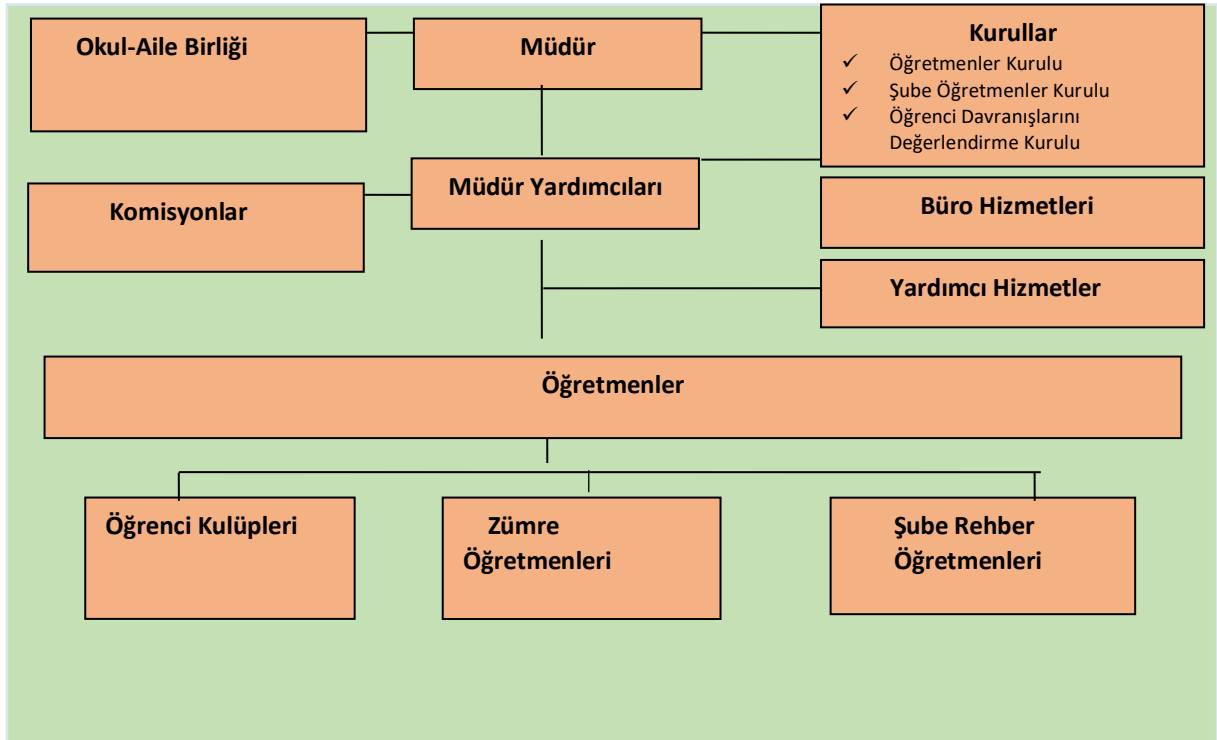 Okul-Aile Birliği
Müdür
Kurullar
✓ Öğretmenler Kurulu
✓ Şube Öğretmenler Kurulu
✓ Öğrenci Davranışlarını
Değerlendirme Kurulu
Müdür Yardımcıları
Komisyonlar
Büro Hizmetleri
Yardımcı Hizmetler
Öğretmenler
Öğrenci Kulüpleri
Zümre
Öğretmenleri
Şube Rehber
Öğretmenleri